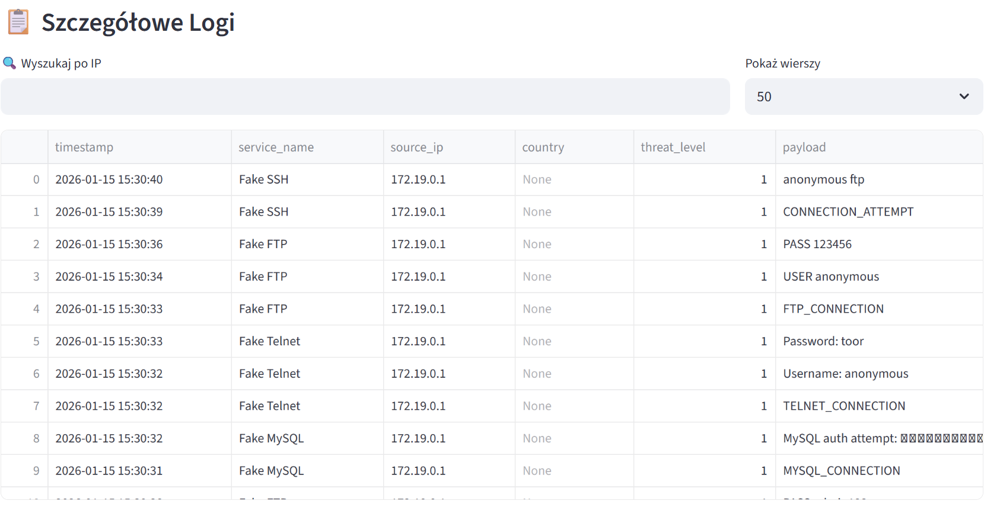 Szczegółowe Logi
Wyszukaj po IP
Pokaż wierszy
50
timestamp service_name source_ip country threat_level payload
0 2026-01-15 15:30:40 Fake SSH 172.19.0.1 None 1 anonymous ftp
1 2026-01-15 15:30:39 Fake SSH 172.19.0.1 None 1 CONNECTION_ATTEMPT
2 2026-01-15 15:30:36 Fake FTP 172.19.0.1 None 1 PASS 123456
3 2026-01-15 15:30:34 Fake FTP 172.19.0.1 None 1 USER anonymous
4 2026-01-15 15:30:33 Fake FTP 172.19.0.1 None 1 FTP_CONNECTION
5 2026-01-15 15:30:33 Fake Telnet 172.19.0.1 None 1 Password: toor
6 2026-01-15 15:30:32 Fake Telnet 172.19.0.1 None 1 Username: anonymous
7 2026-01-15 15:30:32 Fake Telnet 172.19.0.1 None 1 TELNET_CONNECTION
8 2026-01-15 15:30:32 Fake MySQL 172.19.0.1 None 1 MySQL auth attempt:
9 2026-01-15 15:30:31 Fake MySQL 172.19.0.1 None 1 MYSQL_CONNECTION